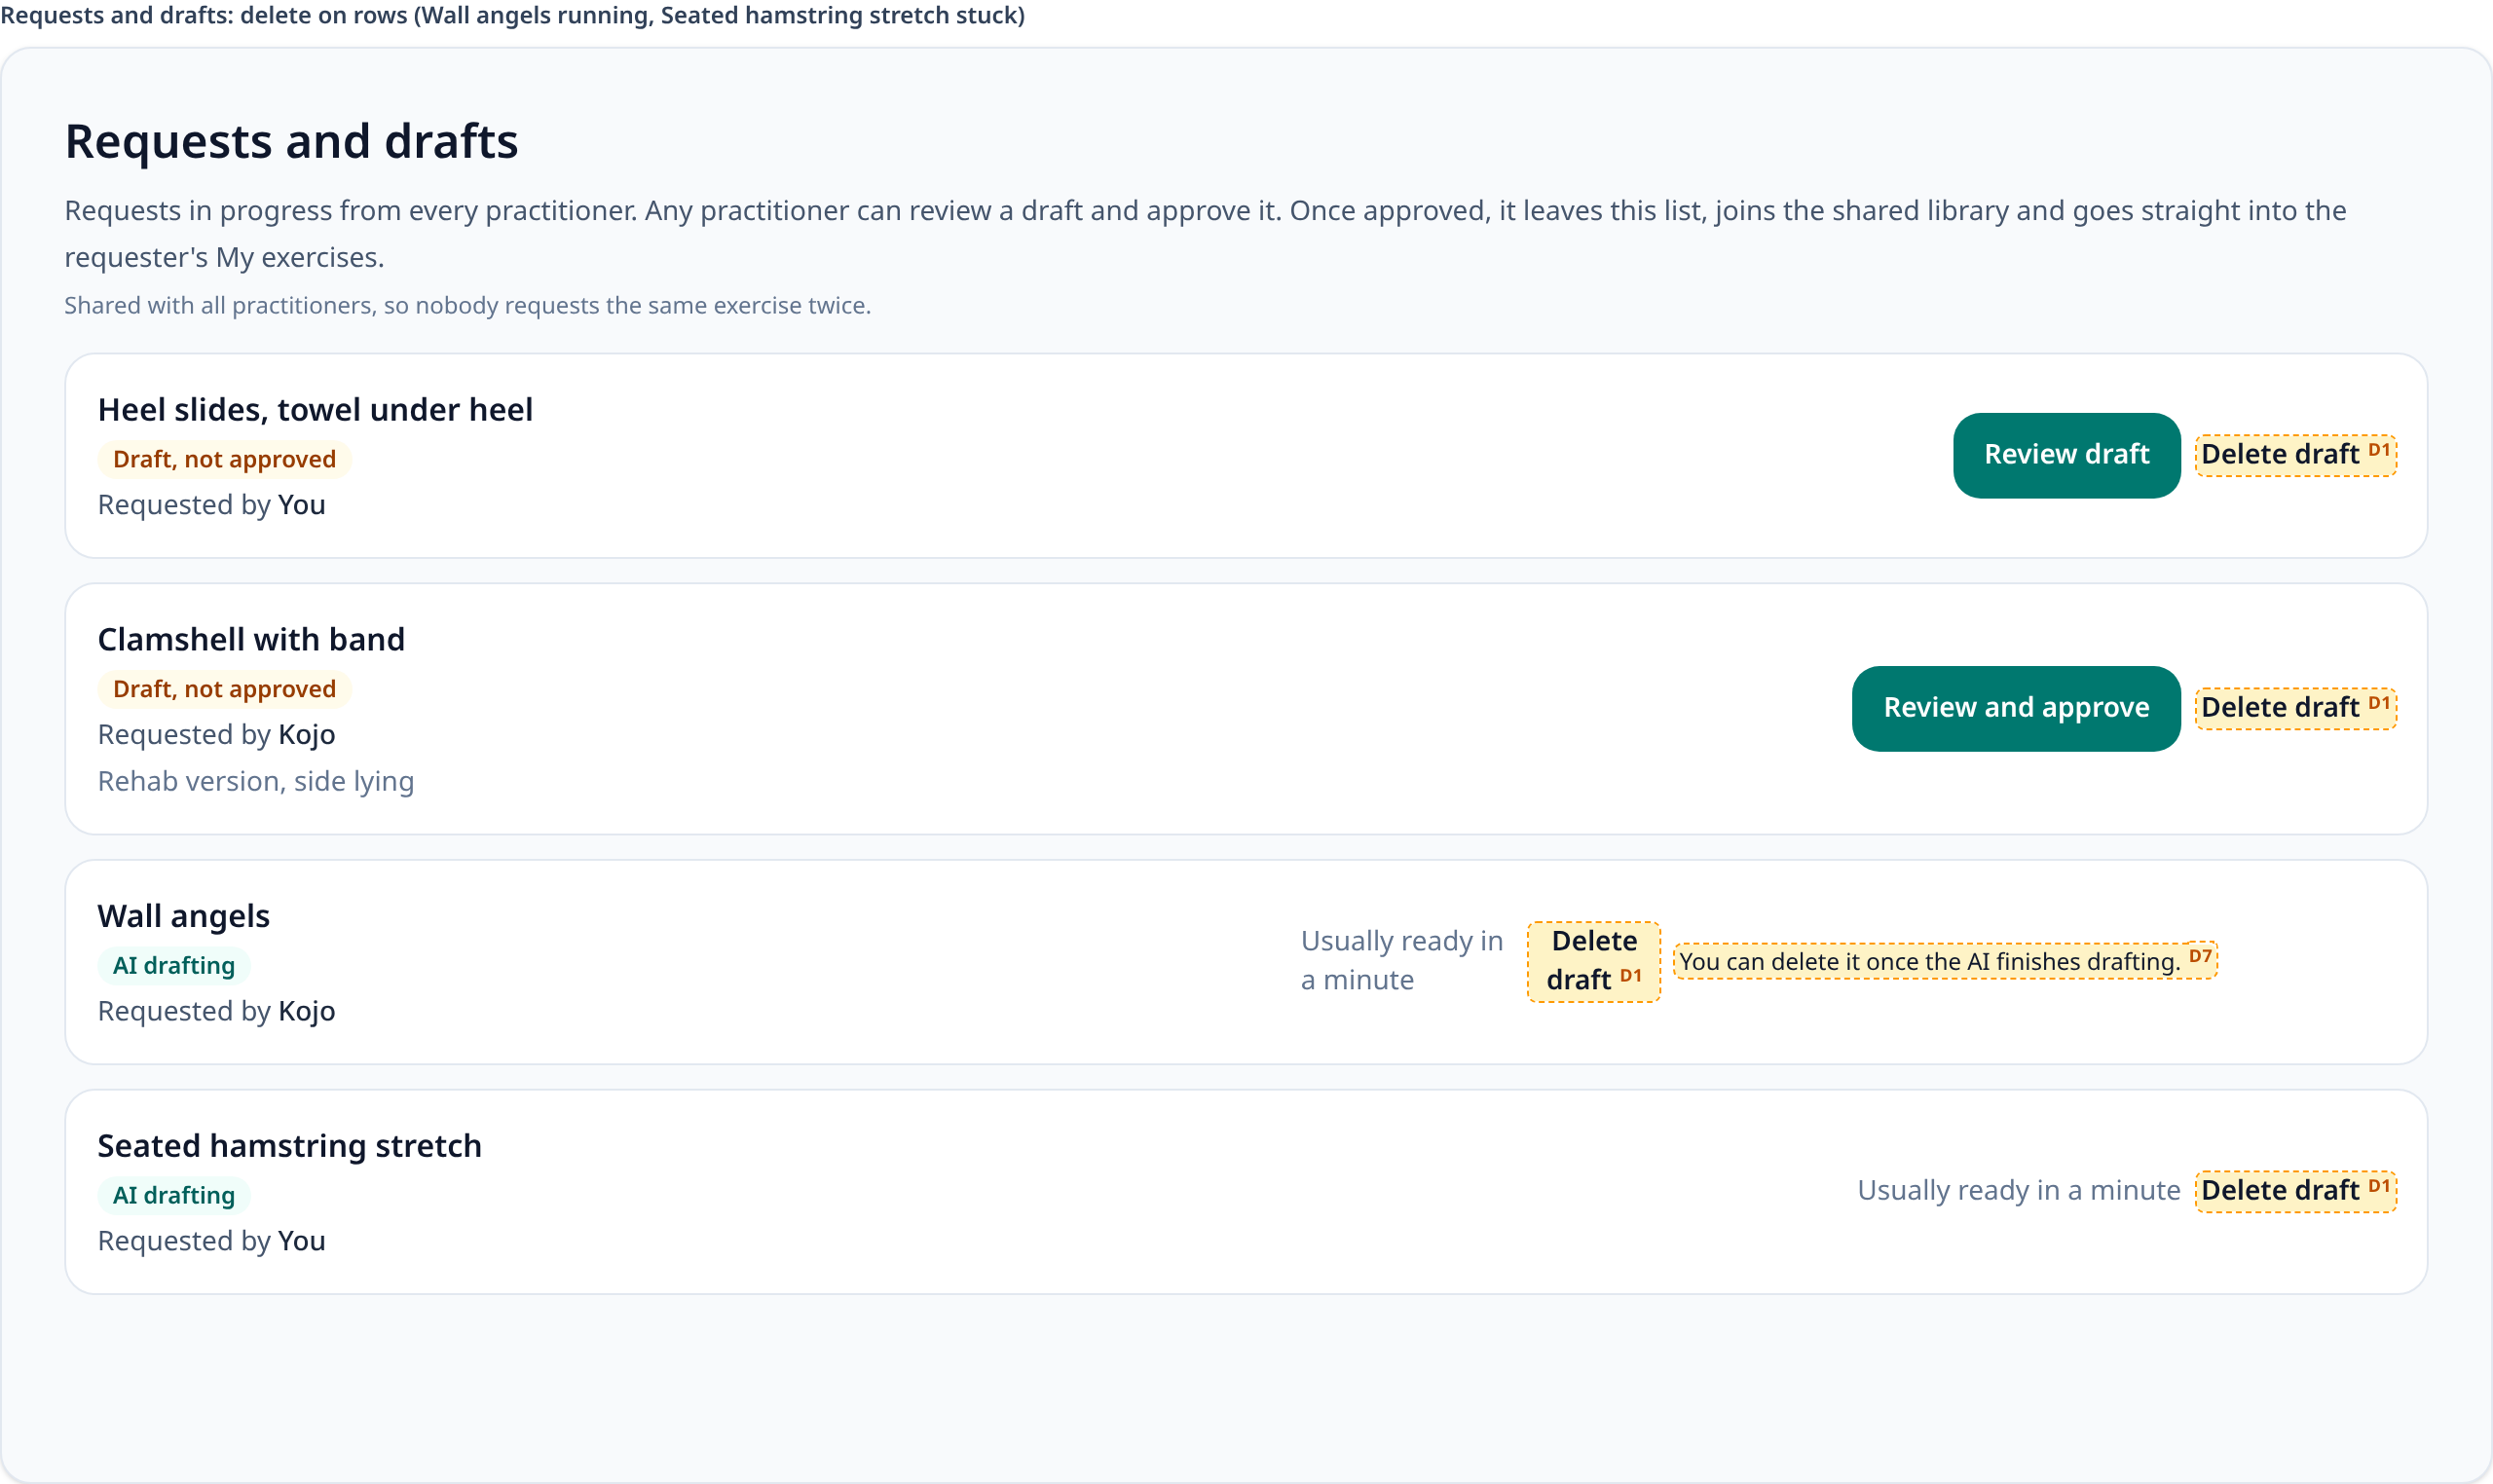 Requests and drafts: delete on rows (Wall angels running, Seated hamstring stretch stuck)
Requests and drafts
Requests in progress from every practitioner. Any practitioner can review a draft and approve it. Once approved, it leaves this list, joins the shared library and goes straight into the
requester's My exercises.
Shared with all practitioners, so nobody requests the same exercise twice.
Heel slides, towel under heel
Draft, not approved
Requested by You
Review draft
Delete draft D1
Clamshell with band
Draft, not approved
Requested by Kojo
Rehab version, side lying
Review and approve
Delete draft D1
Wall angels
AI drafting
Requested by Kojo
Usually ready in
a minute
Delete
draft D1
You can delete it once the AI finishes drafting. D7
Seated hamstring stretch
AI drafting
Requested by You
Usually ready in a minute
Delete draft D1